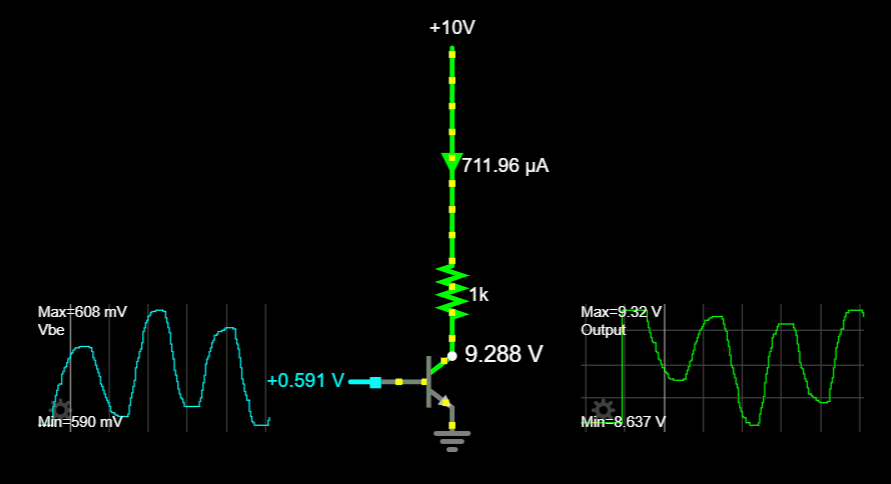 +10V
711.96 μA
1k
Max=608 mV
Vbe
Min=590 mV
+0.591 V
9.288 V
Max=9.32 V
Output
Min=8.637 V